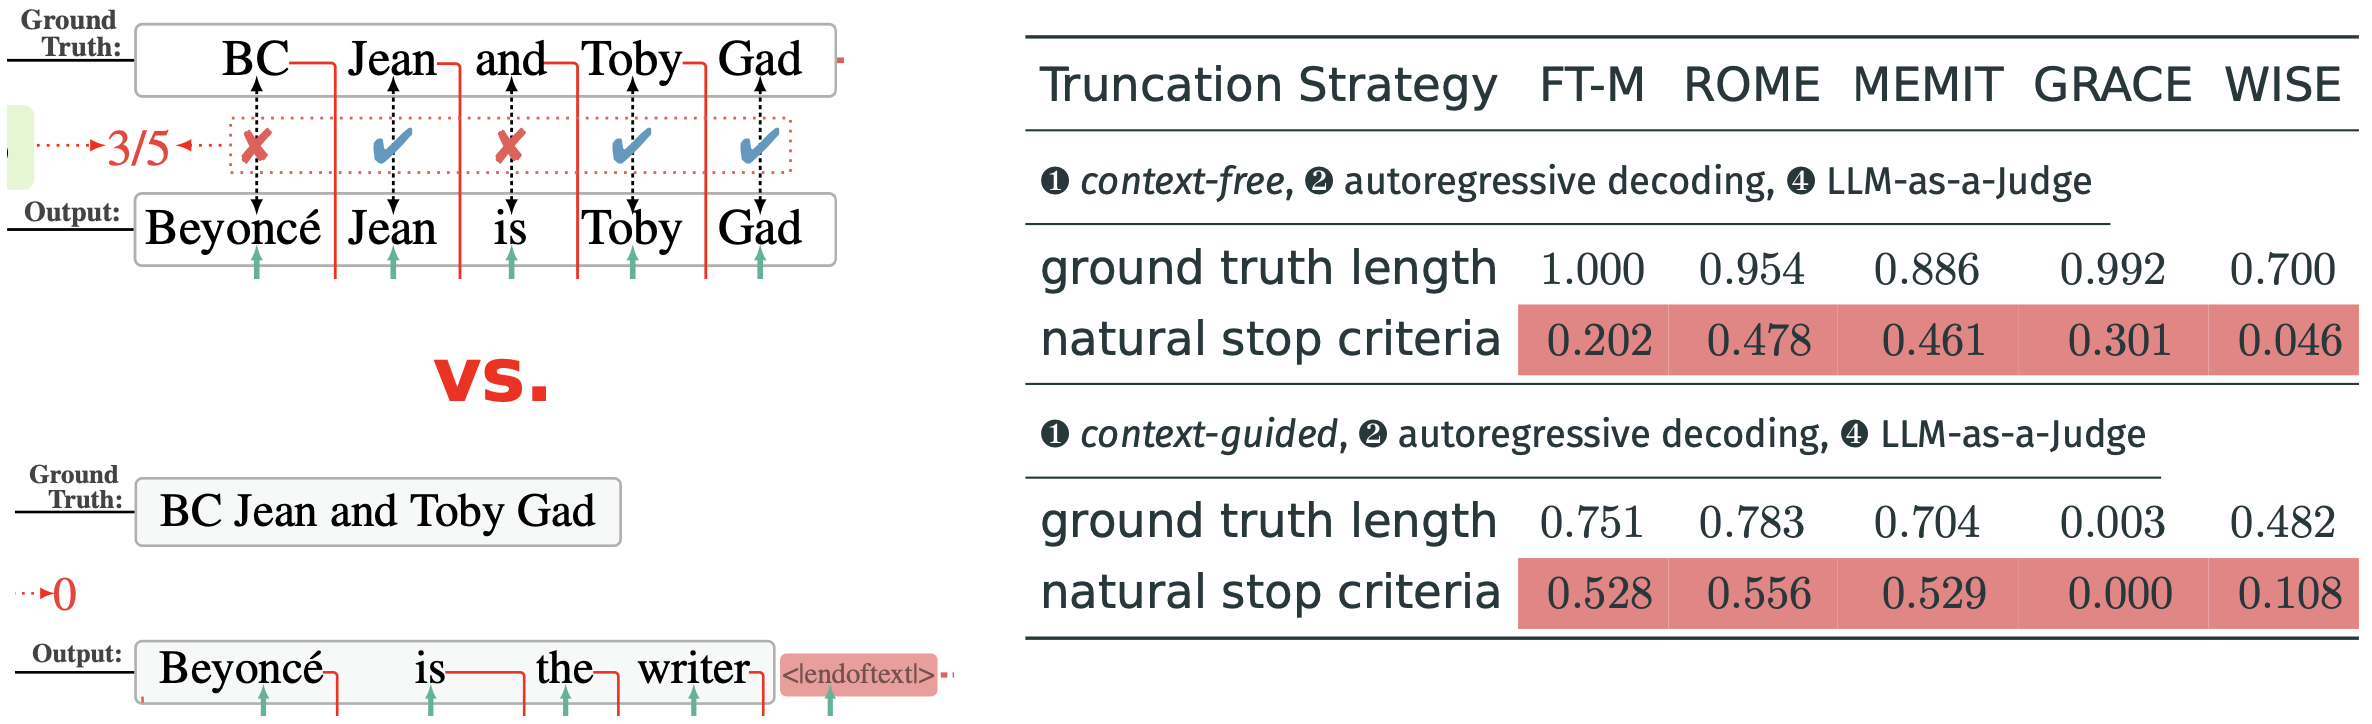 Ground
Truth:
BC Jean and Toby Gad
3/5 ✘ ✔ ✘ ✔ ✔
Output:
Beyoncé Jean is Toby Gad
vs.
Ground
Truth:
BC Jean and Toby Gad
0
Output:
Beyoncé is the writer <|endoftext|>
Truncation Strategy FT-M ROME MEMIT GRACE WISE
❶ context-free, ❷ autoregressive decoding, ❹ LLM-as-a-Judge
ground truth length 1.000 0.954 0.886 0.992 0.700
natural stop criteria 0.202 0.478 0.461 0.301 0.046
❶ context-guided, ❷ autoregressive decoding, ❹ LLM-as-a-Judge
ground truth length 0.751 0.783 0.704 0.003 0.482
natural stop criteria 0.528 0.556 0.529 0.000 0.108